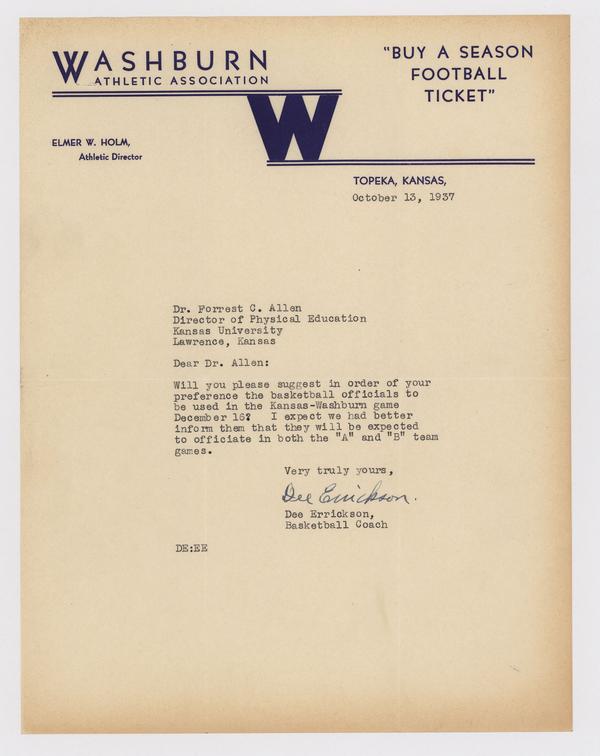 WASHBURN
ATHLETIC ASSOCIATION
"BUY A SEASON
FOOTBALL
TICKET"
W
ELMER W. HOLM,
Athletic Director
TOPEKA, KANSAS,
October 13, 1937
Dr. Forrest C. Allen
Director of Physical Education
Kansas University
Lawrence, Kansas
Dear Dr. Allen:
Will you please suggest in order of your
preference the basketball officials to
be used in the Kansas-Washburn game
December 16? I expect we had better
inform them that they will be expected
to officiate in both the "A" and "B" team
games.
Very truly yours,
Dee Errickson.
Dee Errickson,
Basketball Coach
DE:EE